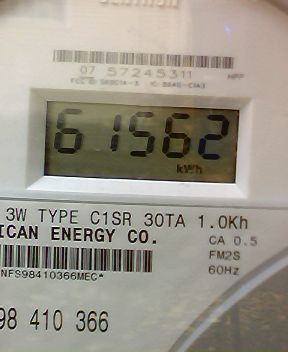 07 57245311
61562
kWh
3W TYPE C1SR 30TA 1.0Kh
ICAN ENERGY CO.
CA 0.5
FM2S
60Hz
NFS98410366MEC*
98 410 366